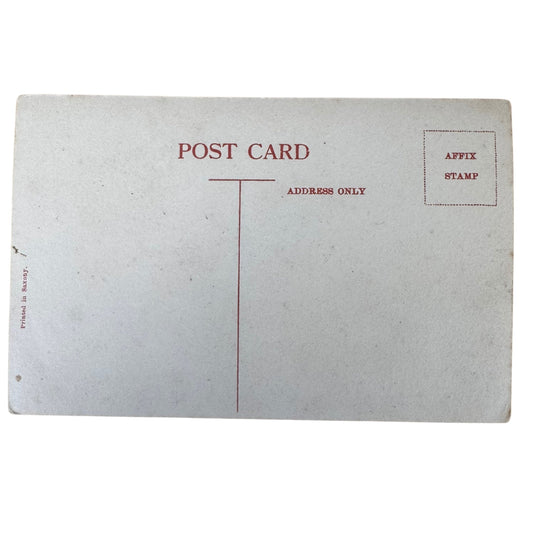 POST CARD
AFFIX
STAMP
ADDRESS ONLY
Printed in Saxony.